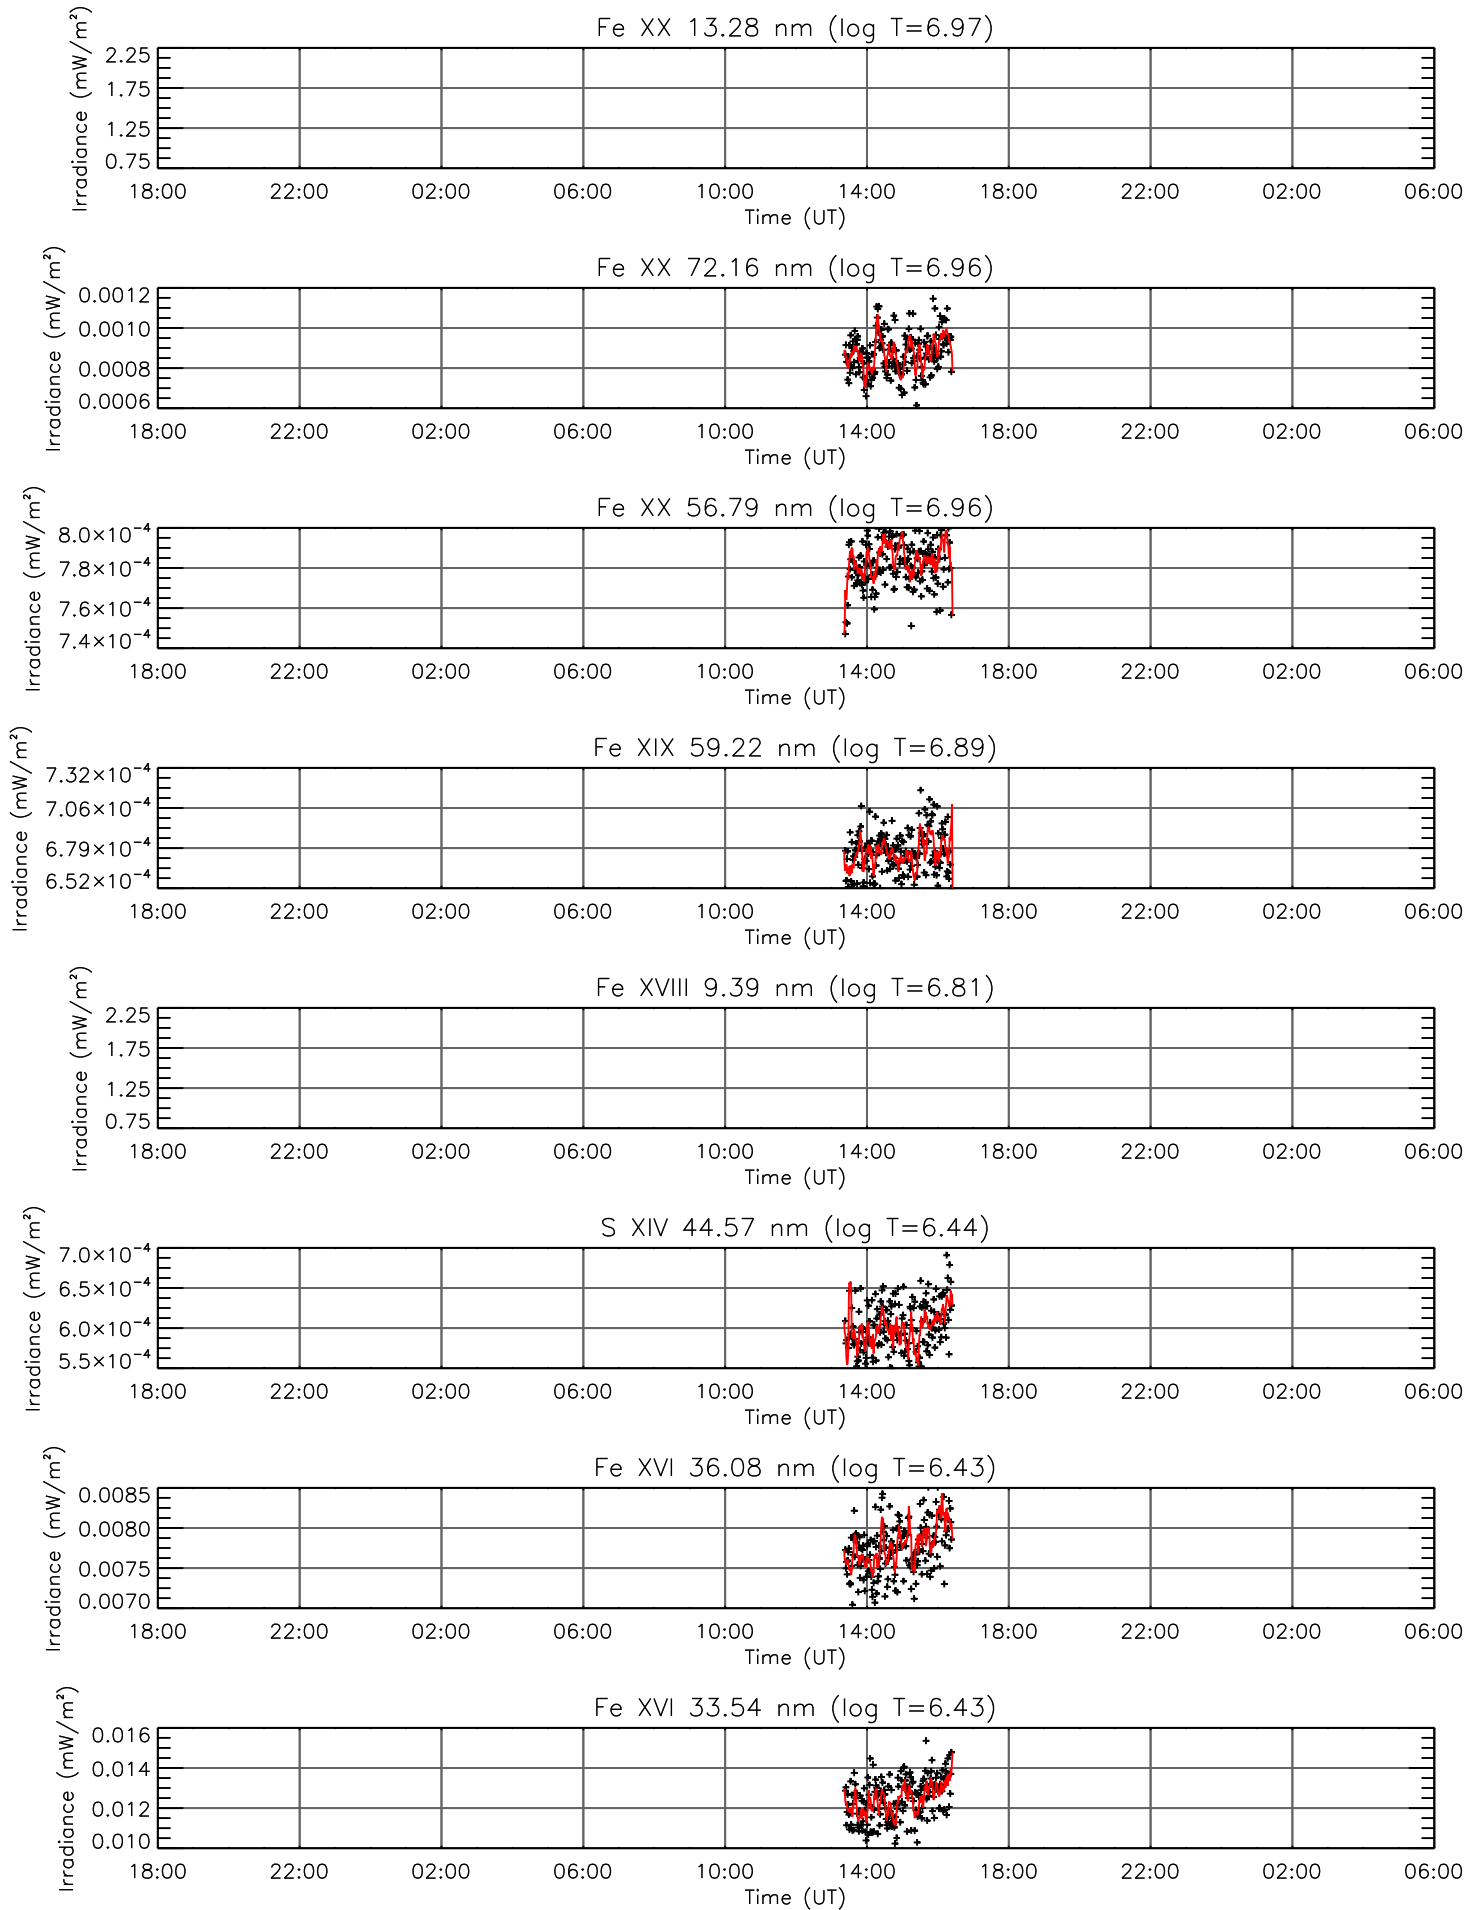 Fe XX 13.28 nm (log T=6.97)
Irradiance (mW/m²)
2.25
1.75
1.25
0.75
18:00 22:00 02:00 06:00 10:00 14:00 18:00 22:00 02:00 06:00
Time (UT)
Fe XX 72.16 nm (log T=6.96)
Irradiance (mW/m²)
0.0012
0.0010
0.0008
0.0006
18:00 22:00 02:00 06:00 10:00 14:00 18:00 22:00 02:00 06:00
Time (UT)
Fe XX 56.79 nm (log T=6.96)
Irradiance (mW/m²)
8.0×10⁻⁴
7.8×10⁻⁴
7.6×10⁻⁴
7.4×10⁻⁴
18:00 22:00 02:00 06:00 10:00 14:00 18:00 22:00 02:00 06:00
Time (UT)
Fe XIX 59.22 nm (log T=6.89)
Irradiance (mW/m²)
7.32×10⁻⁴
7.06×10⁻⁴
6.79×10⁻⁴
6.52×10⁻⁴
18:00 22:00 02:00 06:00 10:00 14:00 18:00 22:00 02:00 06:00
Time (UT)
Fe XVIII 9.39 nm (log T=6.81)
Irradiance (mW/m²)
2.25
1.75
1.25
0.75
18:00 22:00 02:00 06:00 10:00 14:00 18:00 22:00 02:00 06:00
Time (UT)
S XIV 44.57 nm (log T=6.44)
Irradiance (mW/m²)
7.0×10⁻⁴
6.5×10⁻⁴
6.0×10⁻⁴
5.5×10⁻⁴
18:00 22:00 02:00 06:00 10:00 14:00 18:00 22:00 02:00 06:00
Time (UT)
Fe XVI 36.08 nm (log T=6.43)
Irradiance (mW/m²)
0.0085
0.0080
0.0075
0.0070
18:00 22:00 02:00 06:00 10:00 14:00 18:00 22:00 02:00 06:00
Time (UT)
Fe XVI 33.54 nm (log T=6.43)
Irradiance (mW/m²)
0.016
0.014
0.012
0.010
18:00 22:00 02:00 06:00 10:00 14:00 18:00 22:00 02:00 06:00
Time (UT)